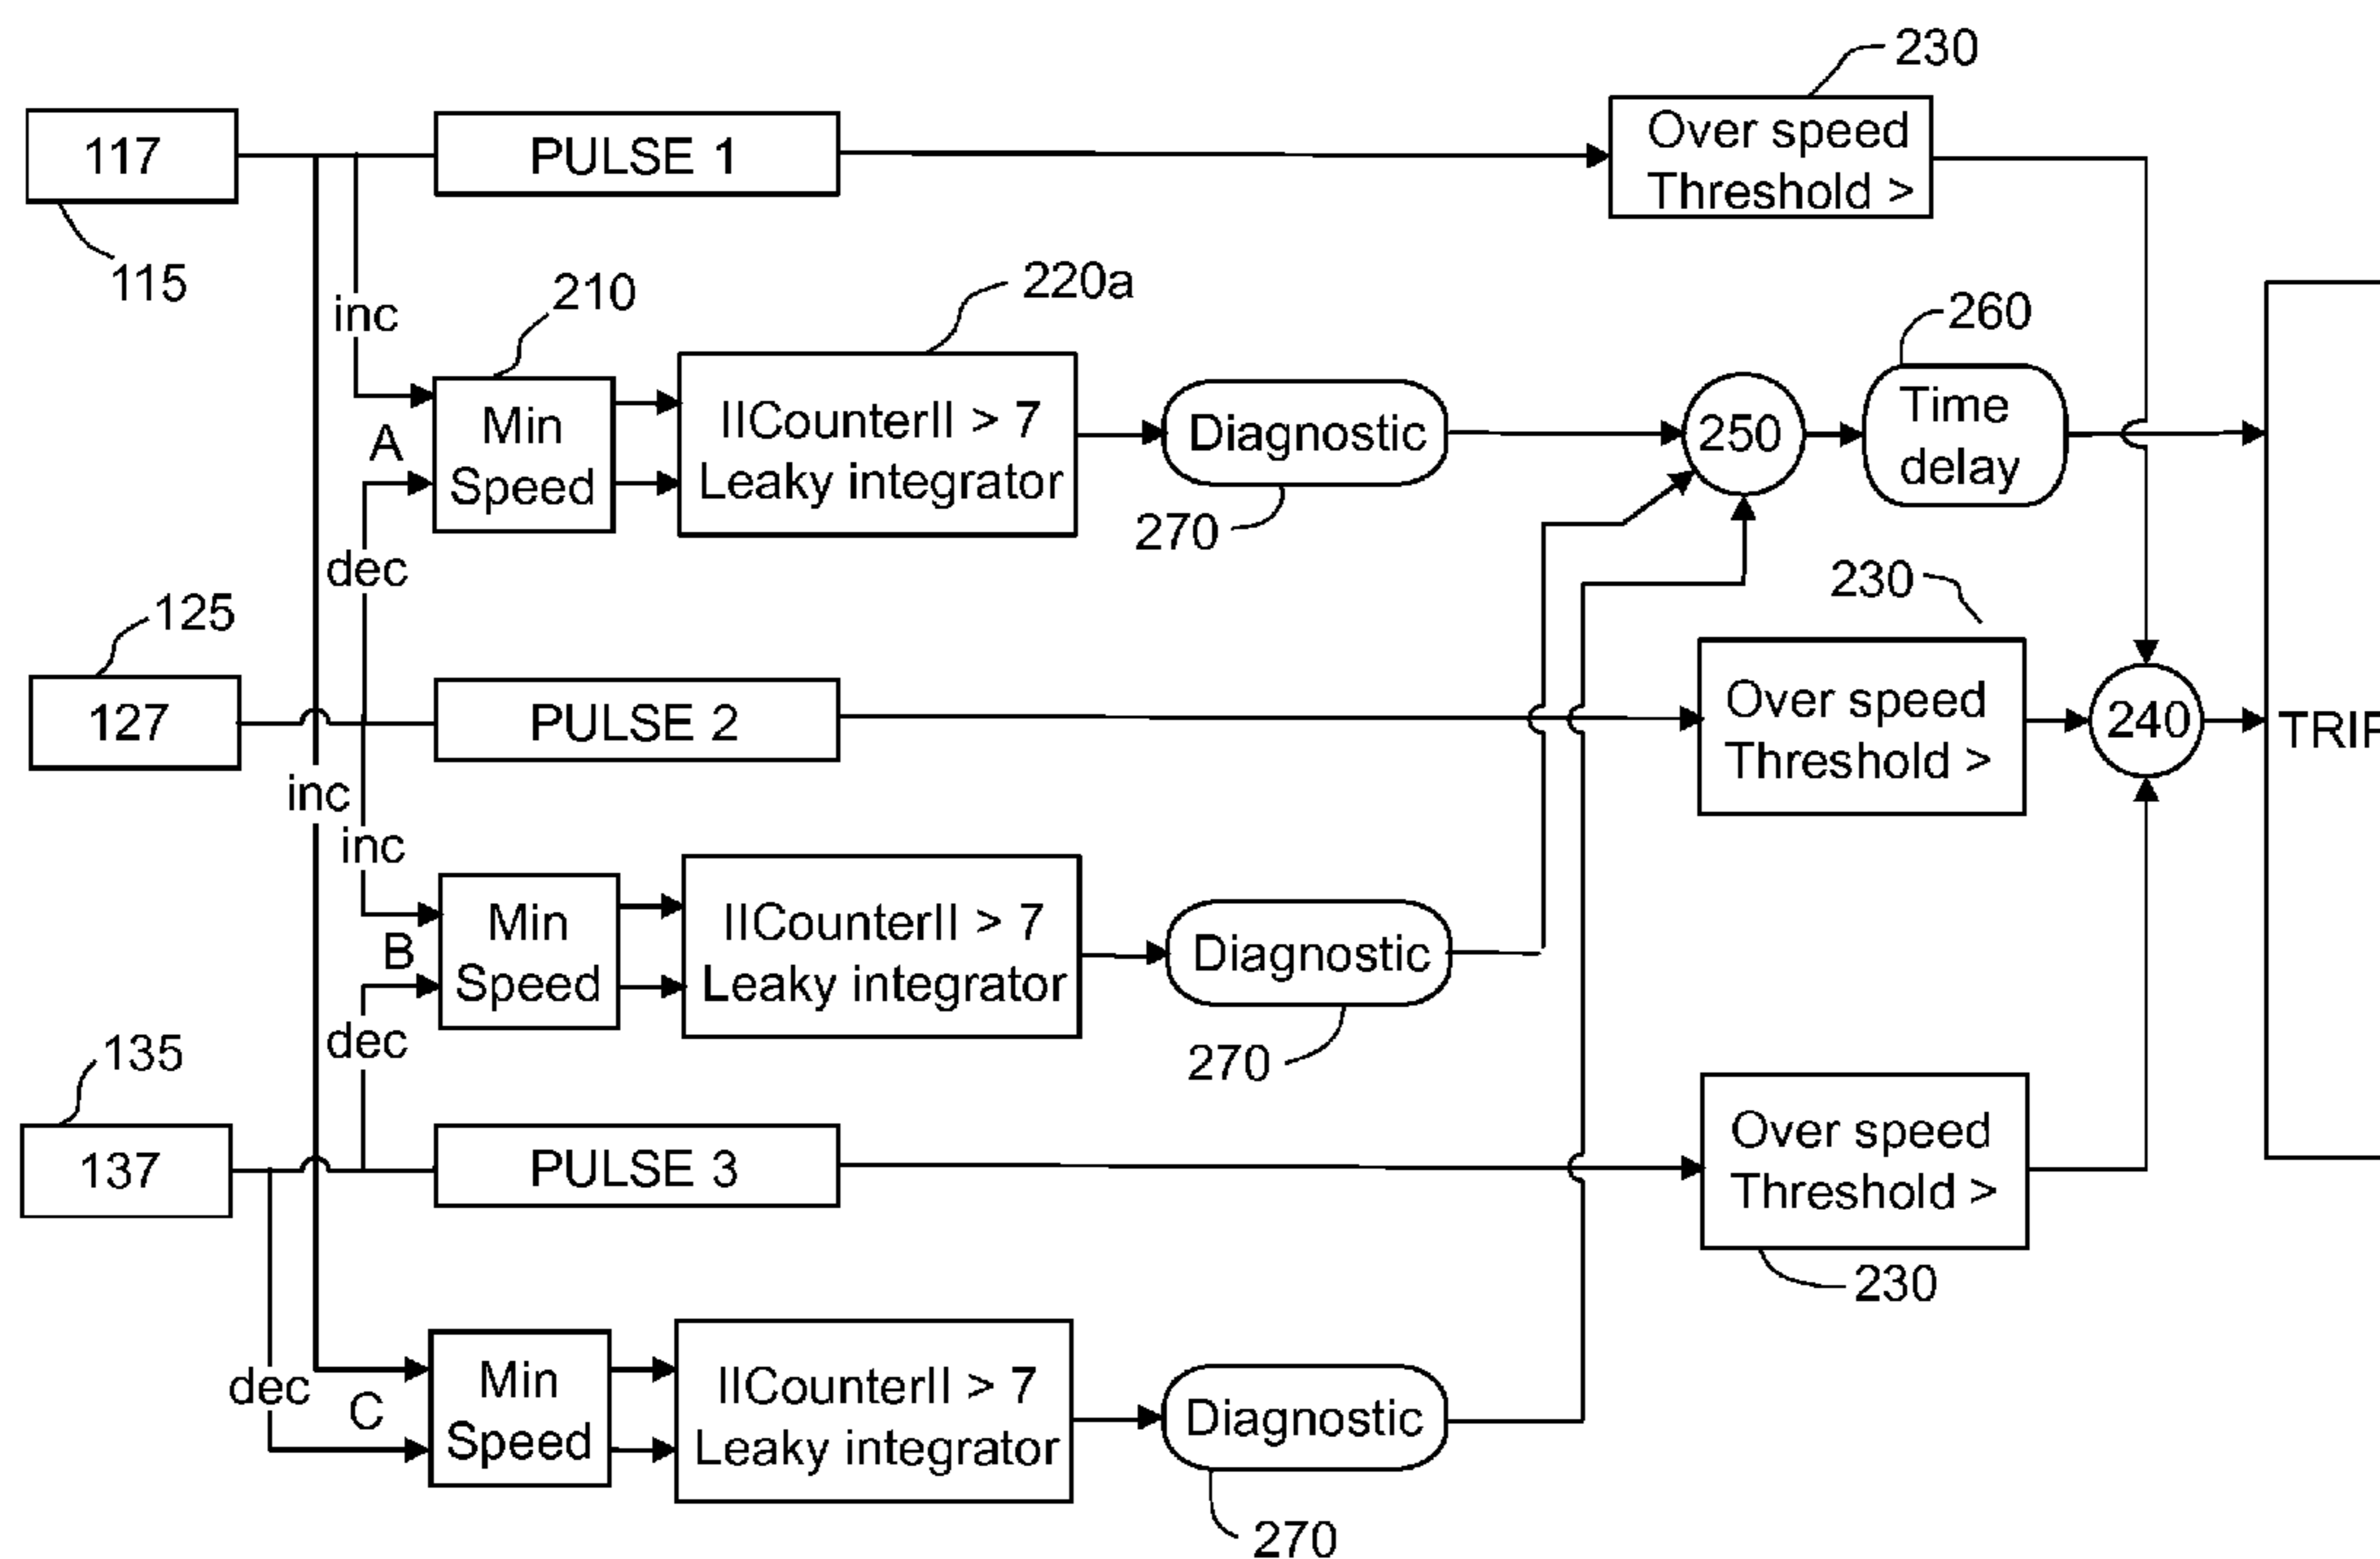 230
117
PULSE 1
Over speed
Threshold >
115
inc
210
220a
260
A
Min
Speed
IICounterII > 7
Leaky integrator
Diagnostic
250
Time
delay
270
dec
230
125
127
PULSE 2
Over speed
Threshold >
240
inc
inc
B
Min
Speed
IICounterII > 7
Leaky integrator
Diagnostic
dec
270
135
137
PULSE 3
Over speed
Threshold >
230
dec
C
Min
Speed
IICounterII > 7
Leaky integrator
Diagnostic
270